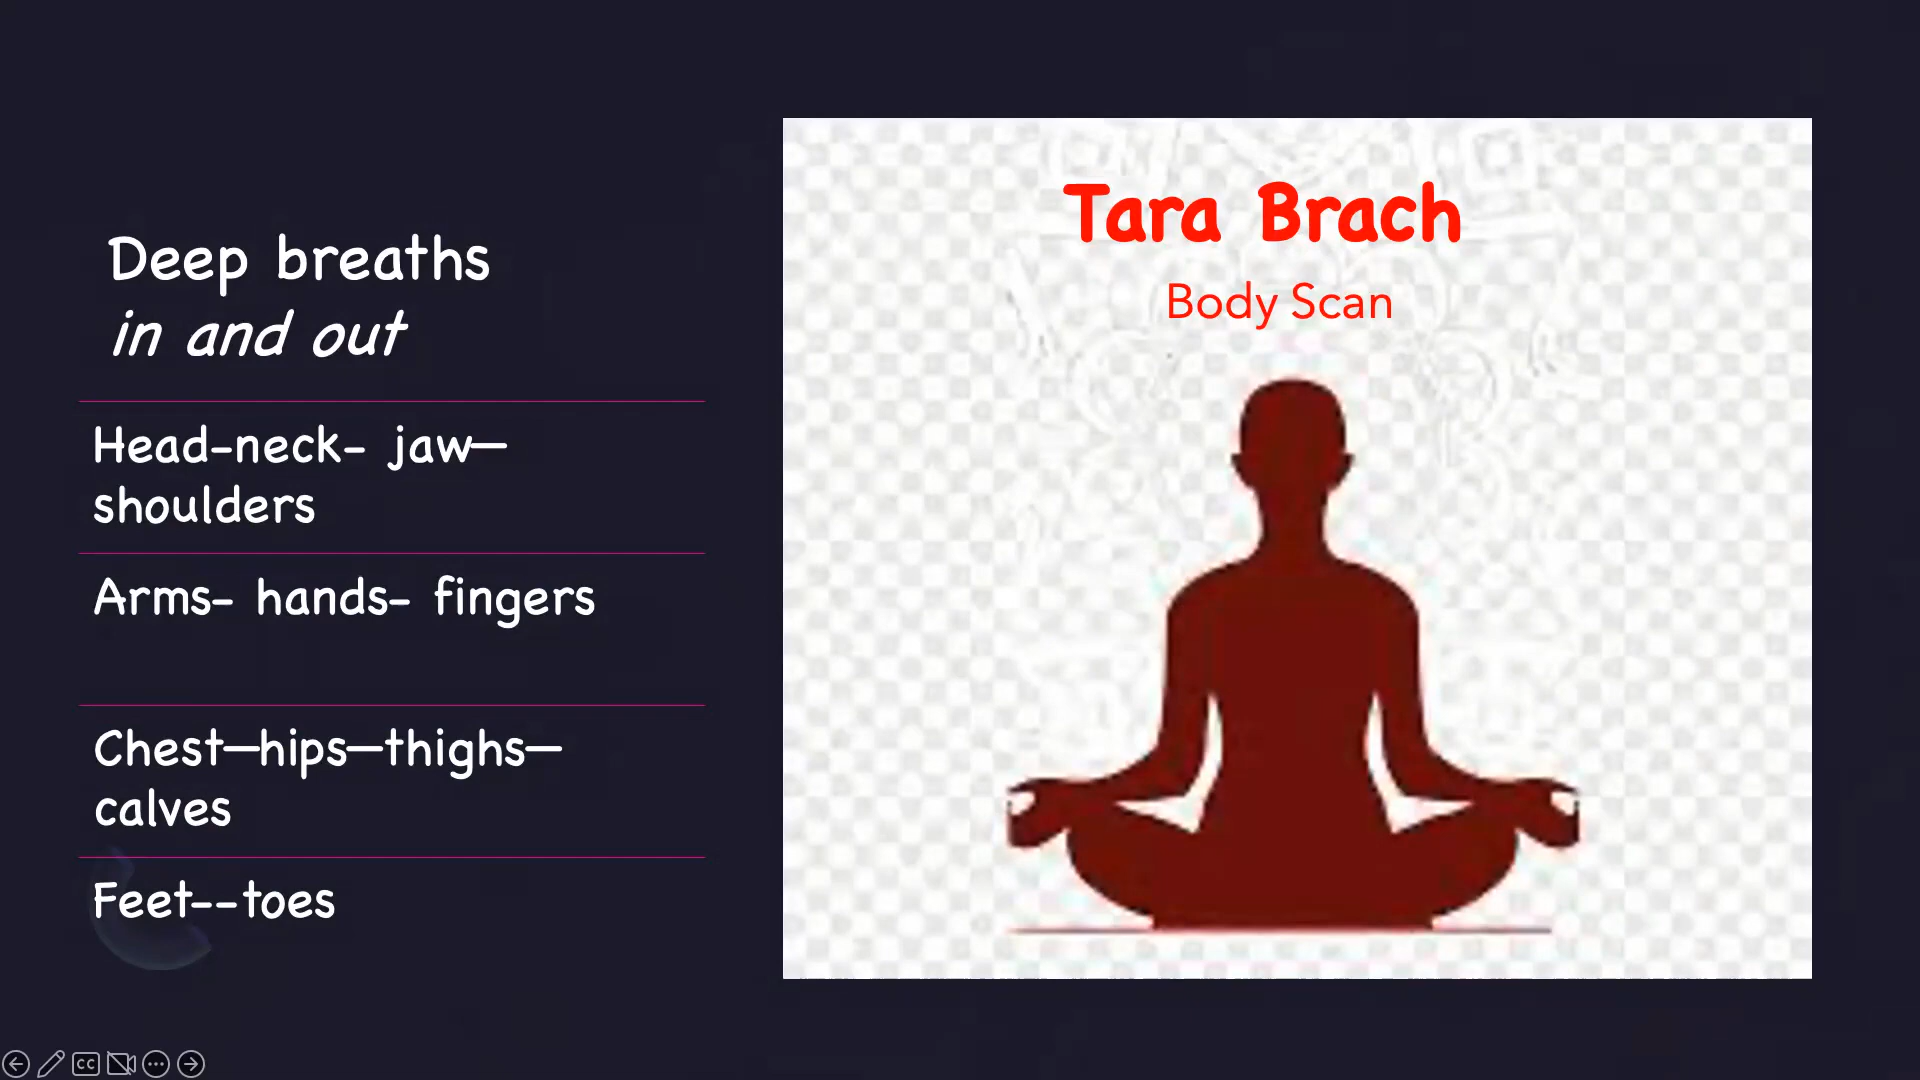 Deep breaths
in and out
Head-neck- jaw—
shoulders
Arms- hands- fingers
Chest—hips—thighs—
calves
Feet--toes
Tara Brach
Body Scan
CC